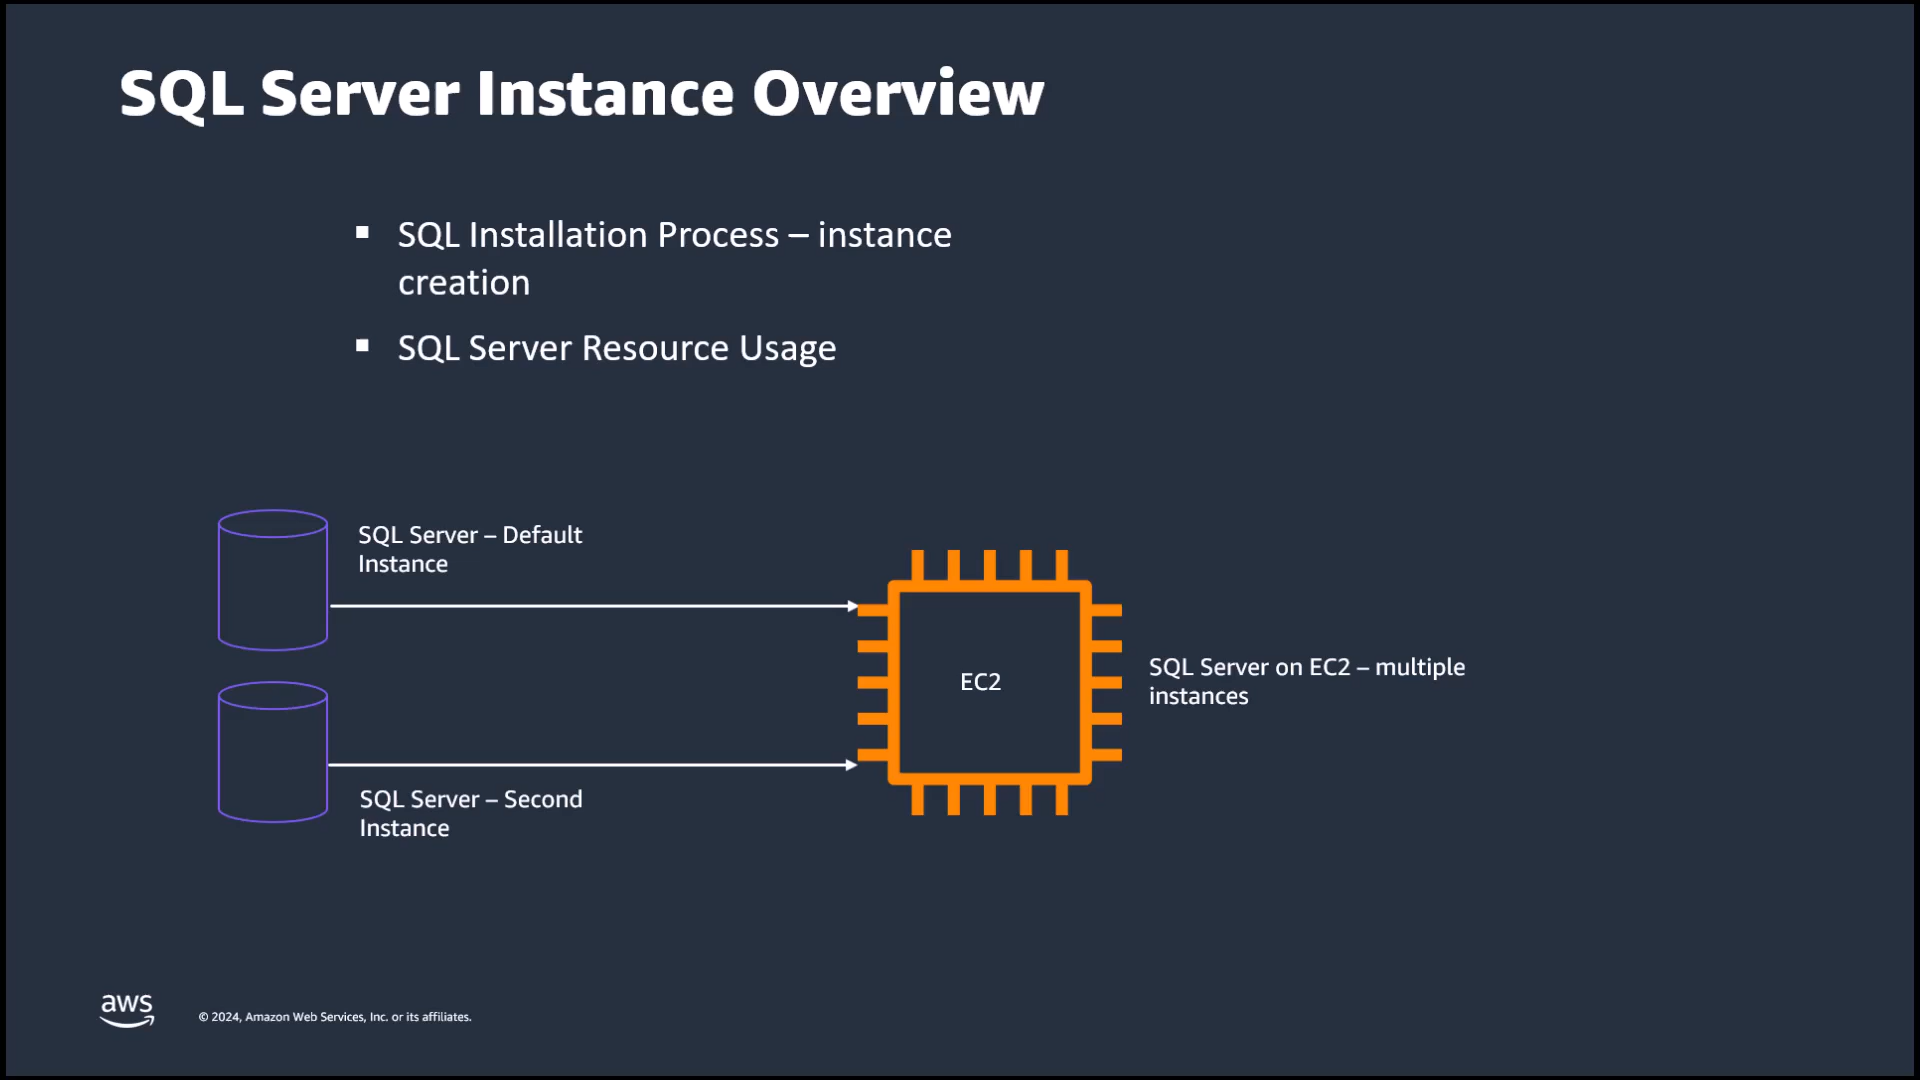 SQL Server Instance Overview
▪ SQL Installation Process – instance
creation
▪ SQL Server Resource Usage
SQL Server – Default
Instance
EC2
SQL Server on EC2 – multiple
instances
SQL Server – Second
Instance
aws
© 2024, Amazon Web Services, Inc. or its affiliates.